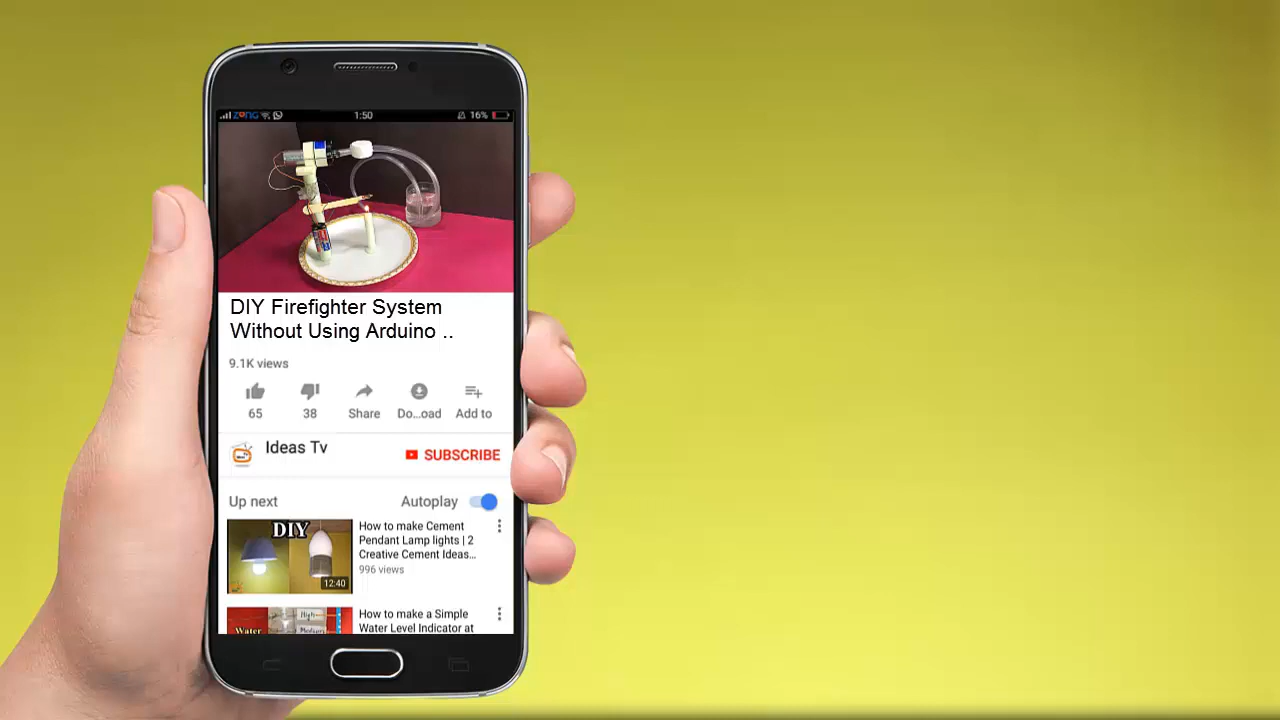 ZONG 1:50 16%
DIY Firefighter System
Without Using Arduino ..
9.1K views
65 38 Share Do...oad Add to
Ideas Tv SUBSCRIBE
Up next Autoplay
DIY
12:40
How to make Cement
Pendant Lamp lights | 2
Creative Cement Ideas...
996 views
Water
High
How to make a Simple
Water Level Indicator at